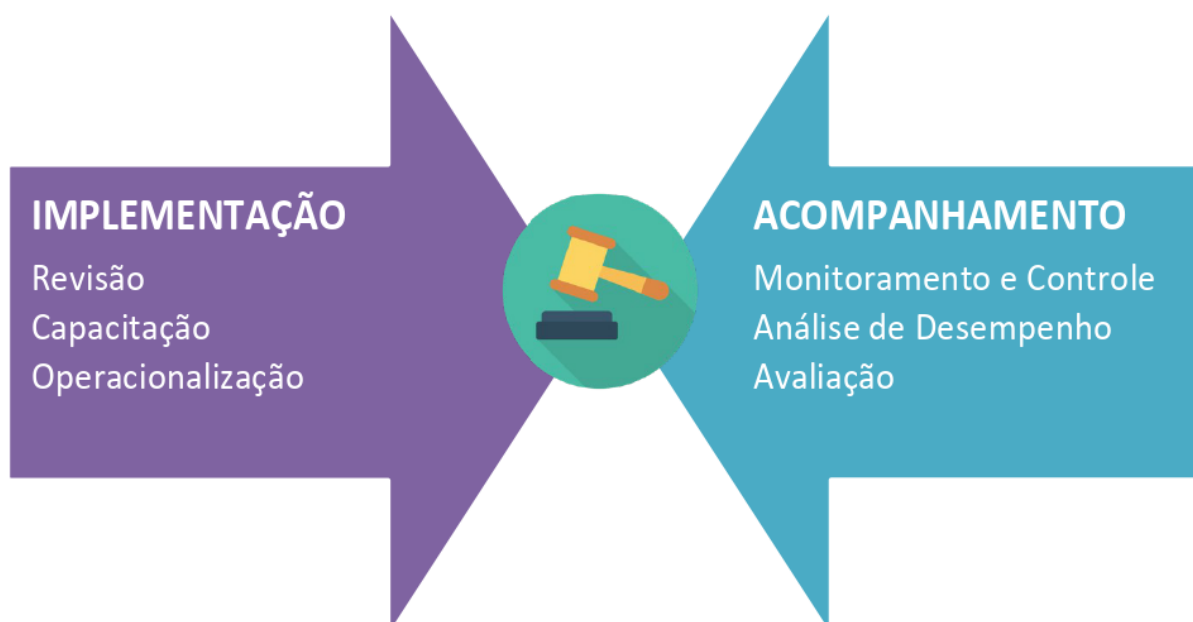 IMPLEMENTAÇÃO
Revisão
Capacitação
Operacionalização
ACOMPANHAMENTO
Monitoramento e Controle
Análise de Desempenho
Avaliação